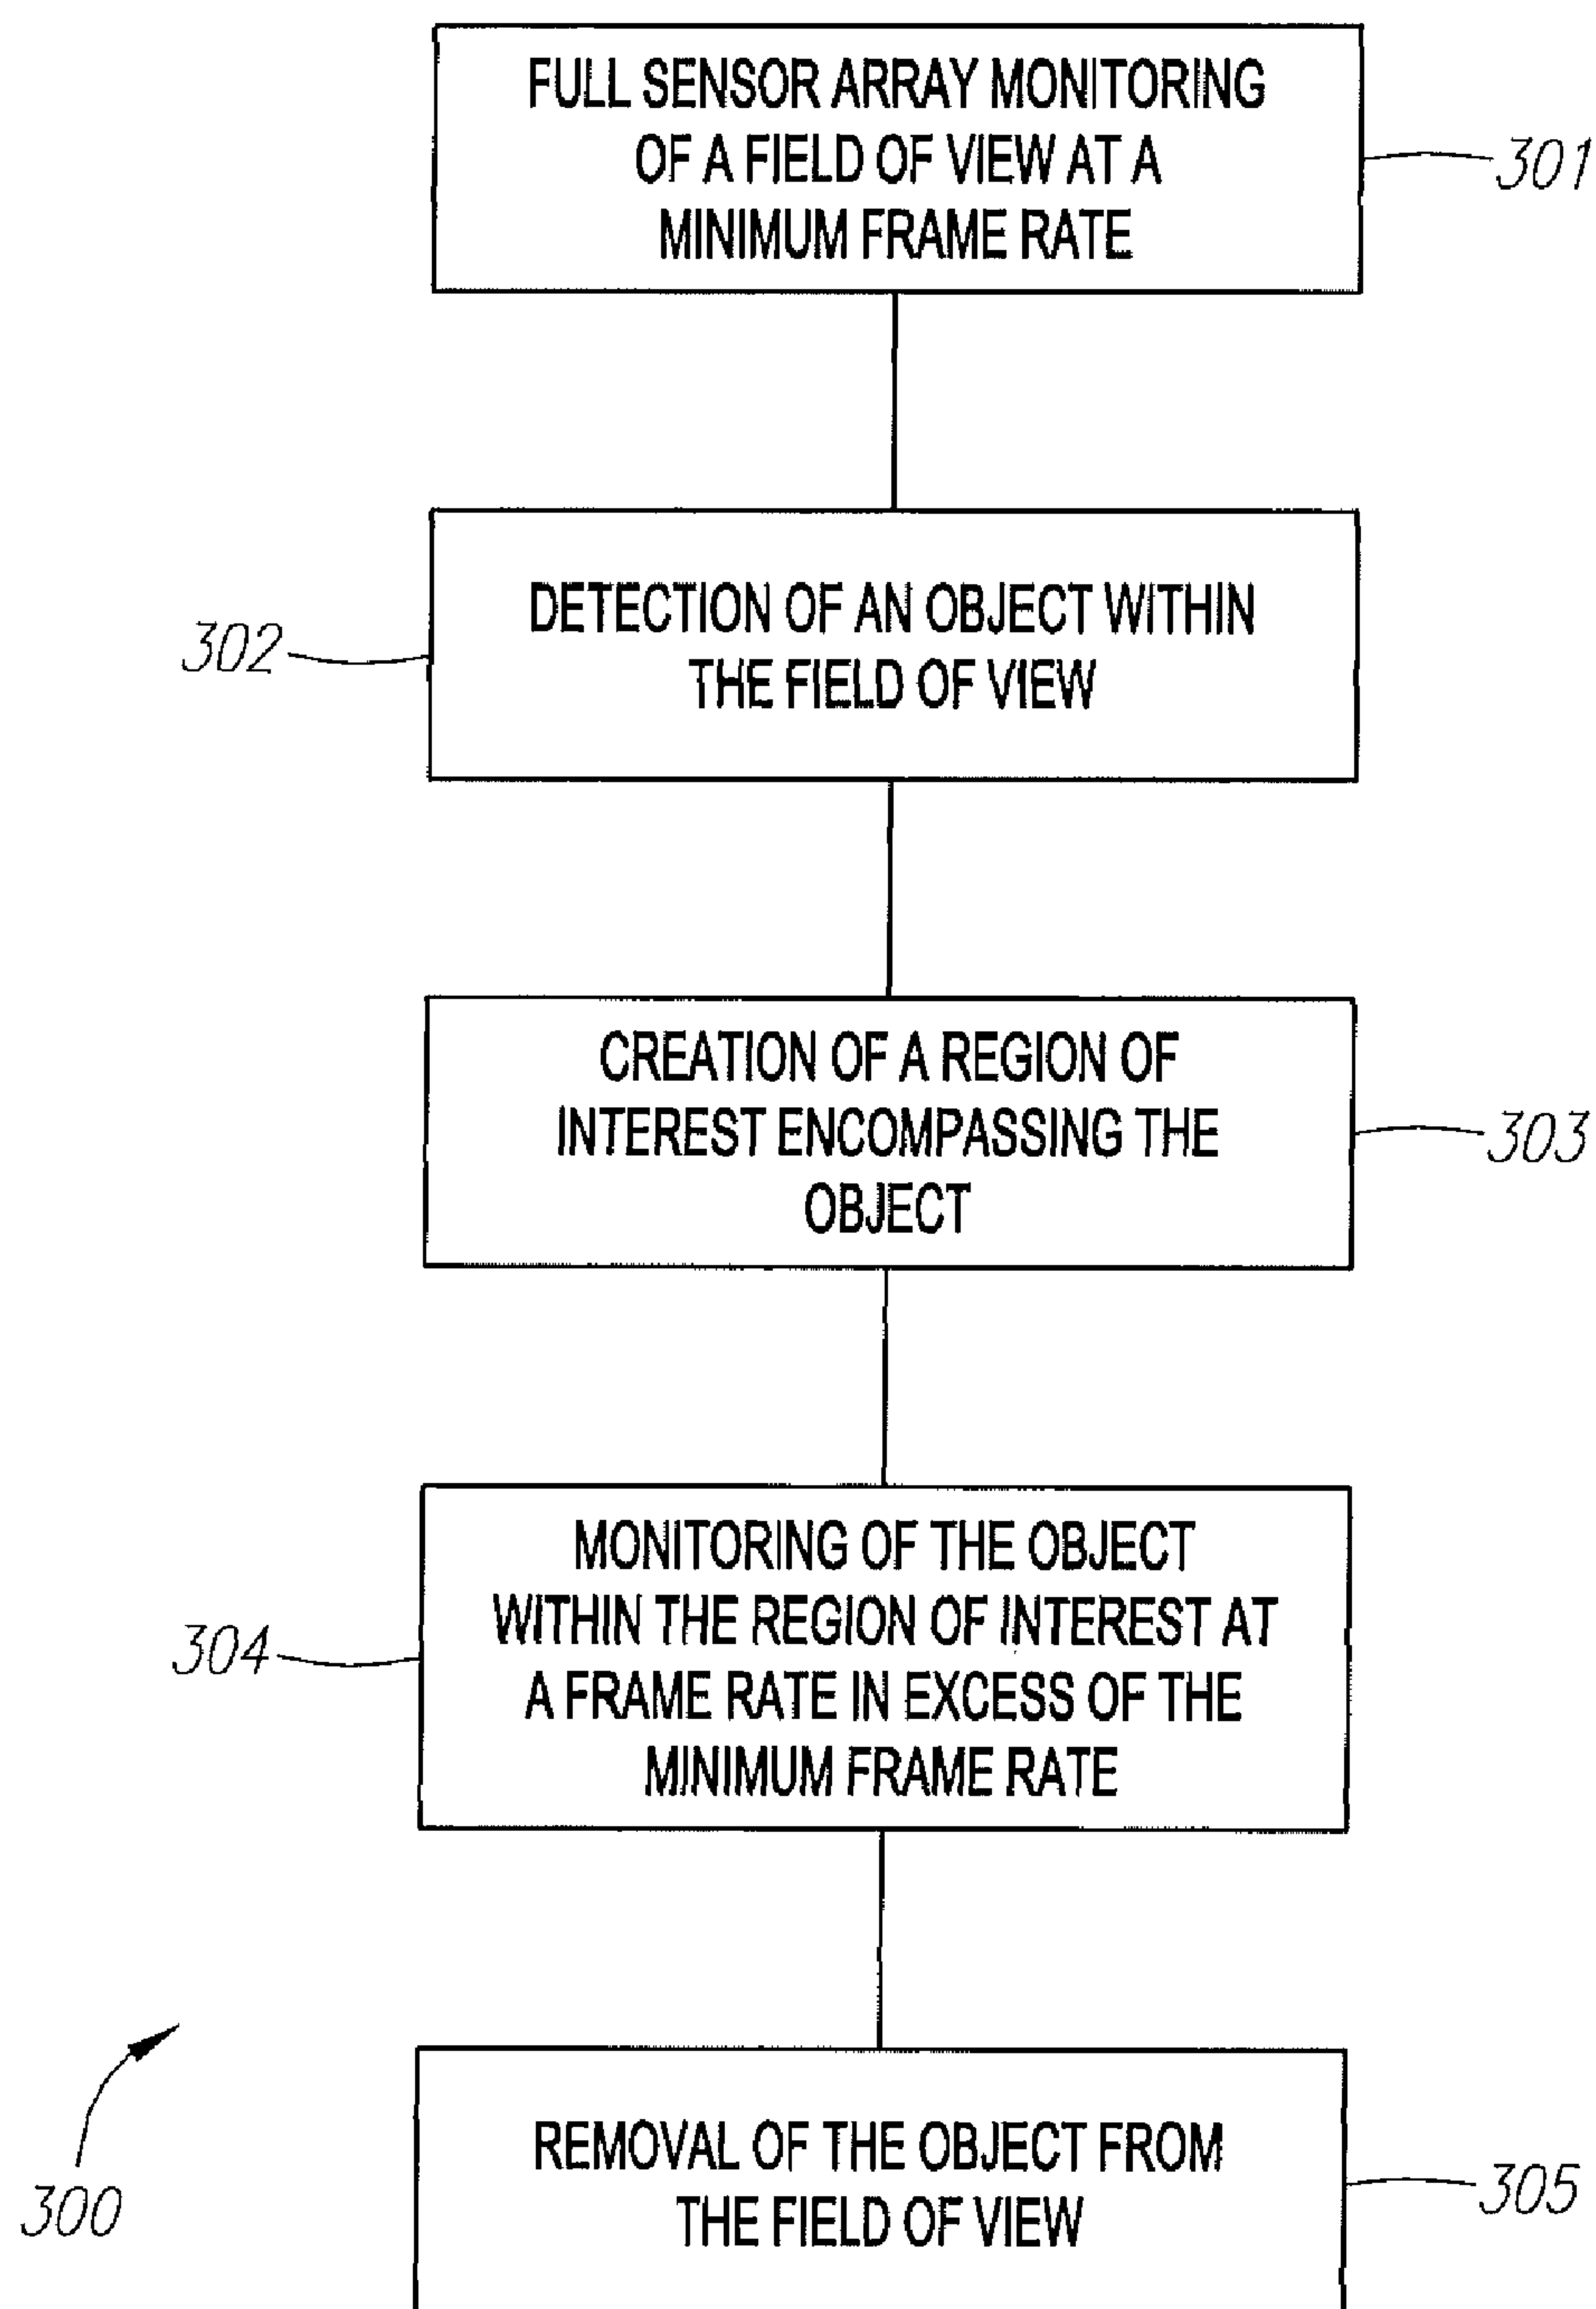 FULL SENSOR ARRAY MONITORING
OF A FIELD OF VIEW AT A
MINIMUM FRAME RATE
301
DETECTION OF AN OBJECT WITHIN
THE FIELD OF VIEW
302
CREATION OF A REGION OF
INTEREST ENCOMPASSING THE
OBJECT
303
MONITORING OF THE OBJECT
WITHIN THE REGION OF INTEREST AT
A FRAME RATE IN EXCESS OF THE
MINIMUM FRAME RATE
304
REMOVAL OF THE OBJECT FROM
THE FIELD OF VIEW
305
300